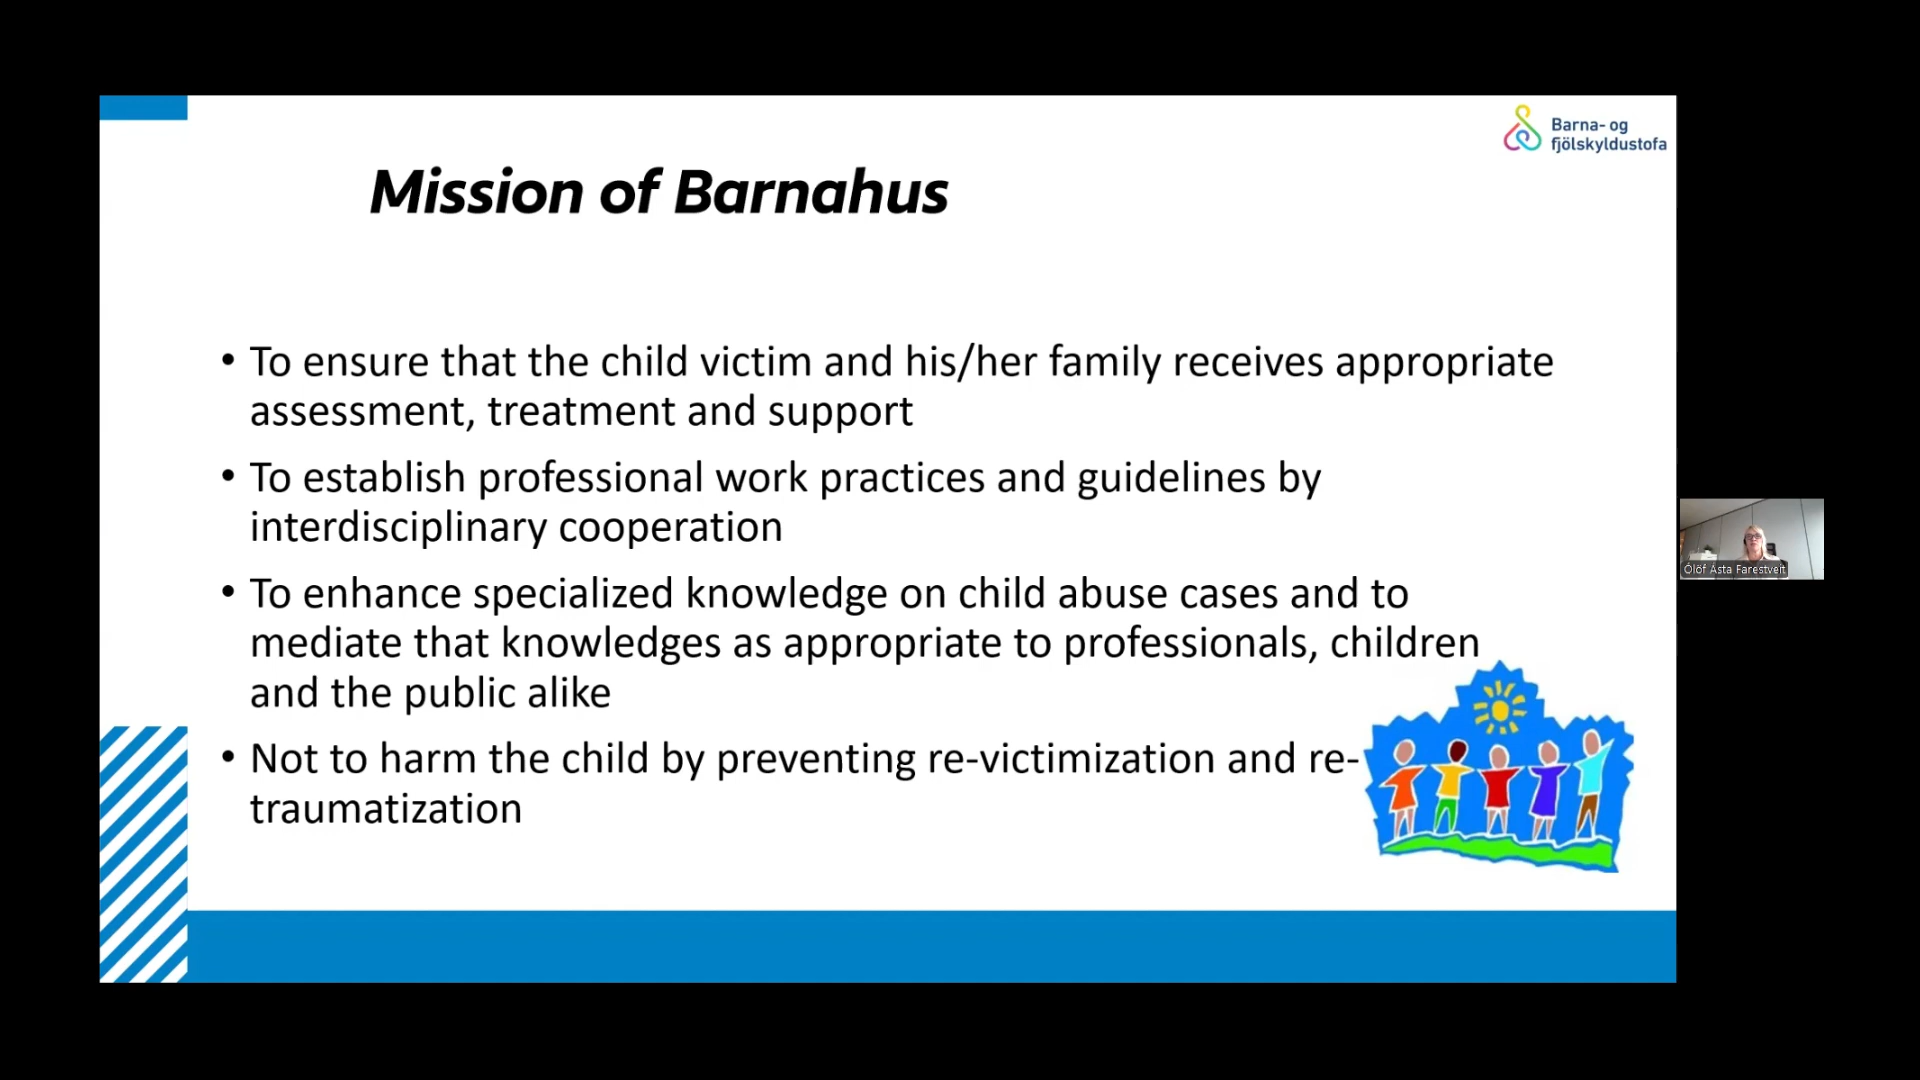 Barna- og
fjölskyldustofa
Mission of Barnahus
• To ensure that the child victim and his/her family receives appropriate
assessment, treatment and support
• To establish professional work practices and guidelines by
interdisciplinary cooperation
• To enhance specialized knowledge on child abuse cases and to
mediate that knowledges as appropriate to professionals, children
and the public alike
• Not to harm the child by preventing re-victimization and re-
traumatization
Ólöf Ásta Farestveit